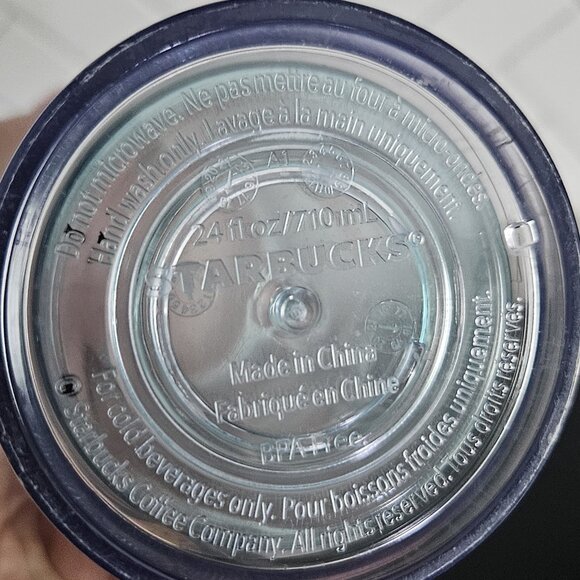 Do not microwave. Ne pas mettre au four à micro-ondes.
Hand wash only. Lavage à la main uniquement.
A1
24 fl oz/710 mL
STARBUCKS®
Made in China
Fabriqué en Chine
BPA Free
For cold beverages only. Pour boissons fraîdes uniquement.
© Starbucks Coffee Company. All rights reserved. Tous droits réservés.